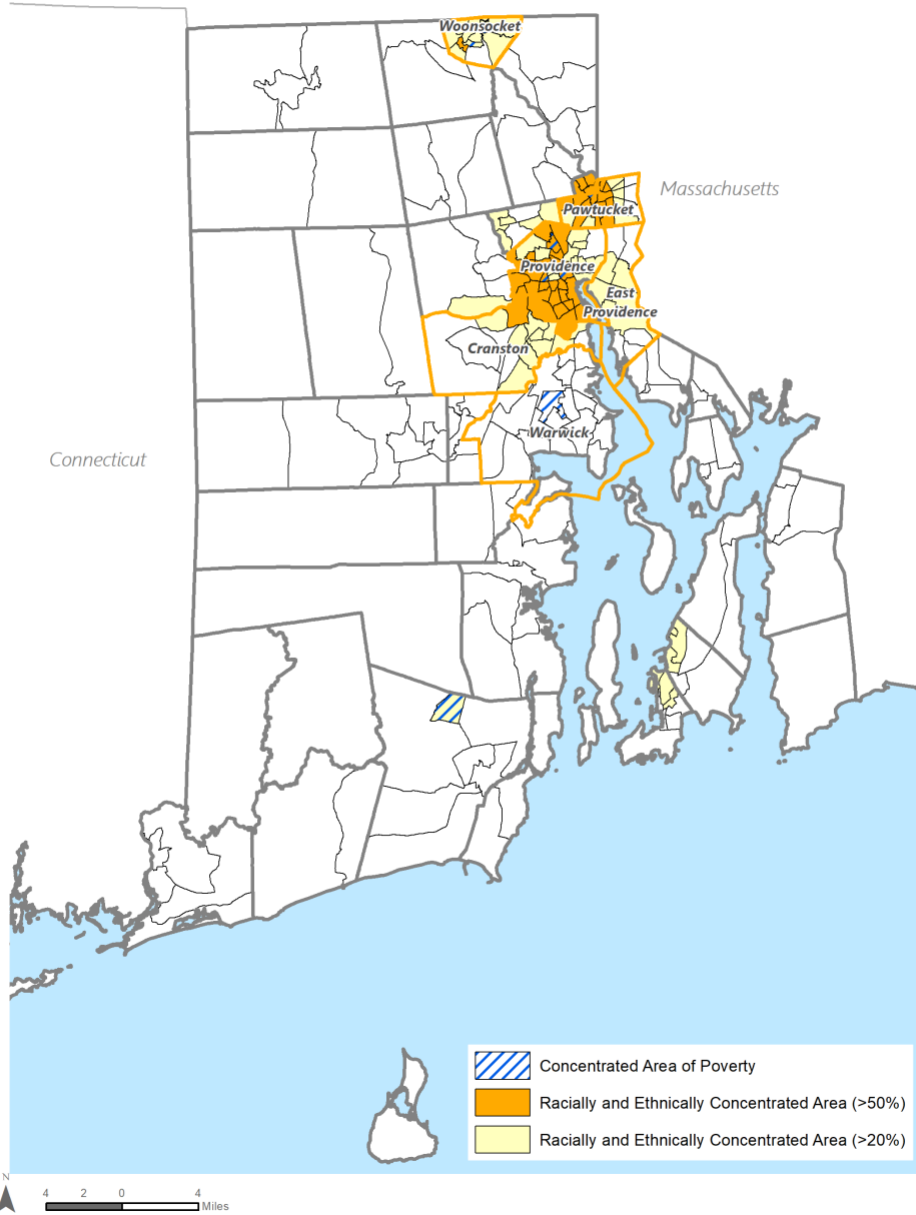 Woonsocket
Massachusetts
Pawtucket
Providence
East
Providence
Cranston
Warwick
Connecticut
Concentrated Area of Poverty
Racially and Ethnically Concentrated Area (>50%)
Racially and Ethnically Concentrated Area (>20%)
N
4 2 0 4
Miles